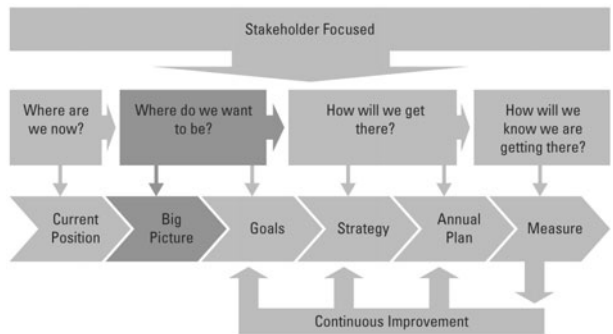 Stakeholder Focused
Where are
we now?
Where do we want
to be?
How will we get
there?
How will we
know we are
getting there?
Current
Position
Big
Picture
Goals
Strategy
Annual
Plan
Measure
Continuous Improvement